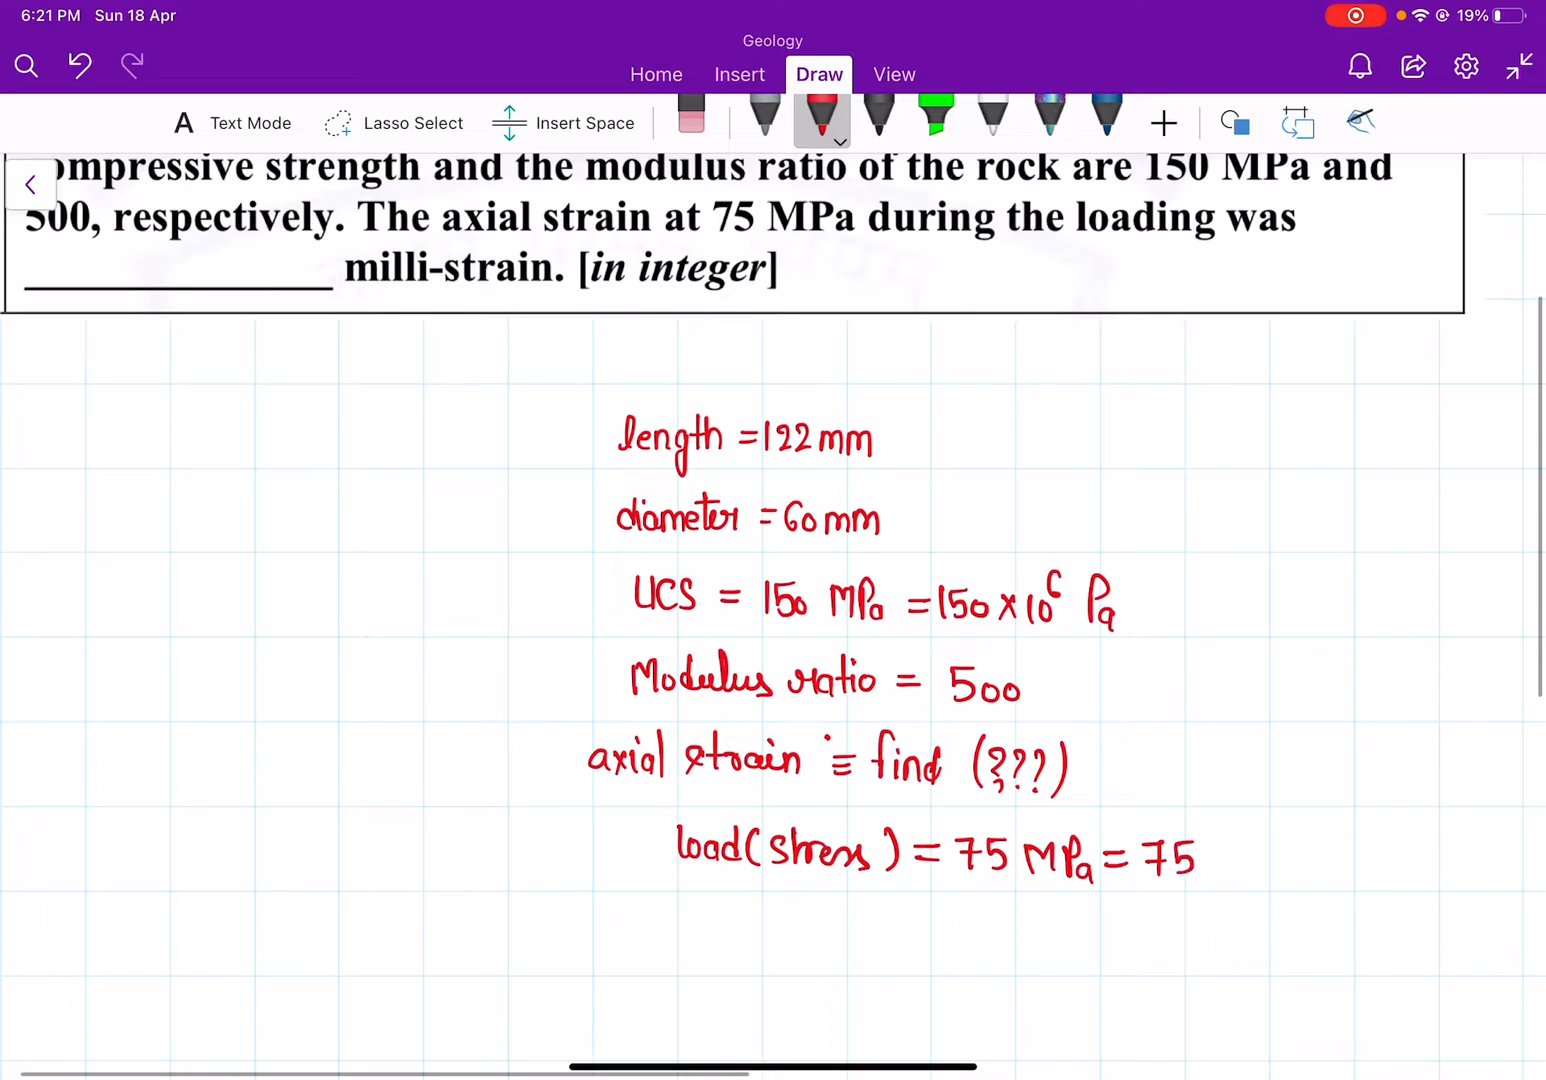 6:21 PM Sun 18 Apr
19%
Geology
Home Insert Draw View
A Text Mode Lasso Select Insert Space
ompressive strength and the modulus ratio of the rock are 150 MPa and
500, respectively. The axial strain at 75 MPa during the loading was
____________ milli-strain. [in integer]
length = 122 mm
diameter = 60 mm
UCS = 150 MPa = 150 × 10⁶ Pa
Modulus ratio = 500
axial strain = find (???)
load (stress) = 75 MPa = 75